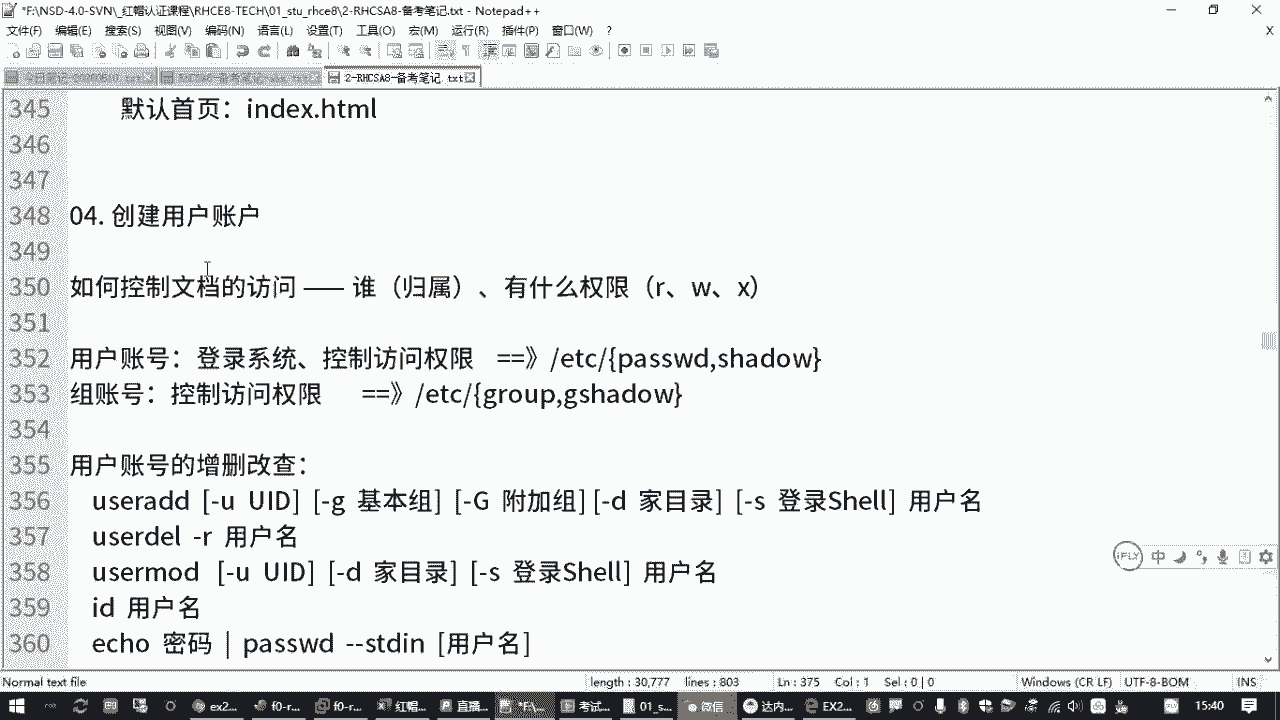 *F:\NSD-4.0-SVN\_红帽认证课程\RHCE8-TECH\01_stu_rhce8\2-RHCSA8-备考笔记.txt - Notepad++
文件(F) 编辑(E) 搜索(S) 视图(V) 编码(N) 语言(L) 设置(T) 工具(O) 宏(M) 运行(R) 插件(P) 窗口(W) ? X
2-RHCSA8-备考笔记.txt
345 默认首页：index.html
346
347
348 04. 创建用户账户
349
350 如何控制文档的访问 —— 谁（归属）、有什么权限（r、w、x）
351
352 用户账号：登录系统、控制访问权限 ==》/etc/{passwd,shadow}
353 组账号：控制访问权限 ==》/etc/{group,gshadow}
354
355 用户账号的增删改查：
356 useradd [-u UID] [-g 基本组] [-G 附加组] [-d 家目录] [-s 登录Shell] 用户名
357 userdel -r 用户名
358 usermod [-u UID] [-d 家目录] [-s 登录Shell] 用户名
359 id 用户名
360 echo 密码 | passwd --stdin [用户名]
iFLY 中
Normal text file length : 30,777 lines : 803 Ln : 375 Col : 1 Sel : 0 | 0 Windows (CR LF) UTF-8-BOM INS
ex2... f0-r... f0-r... 红帽... 直播... *F:\... 考试... 01_s... 微信 达内... EX2... 15:40